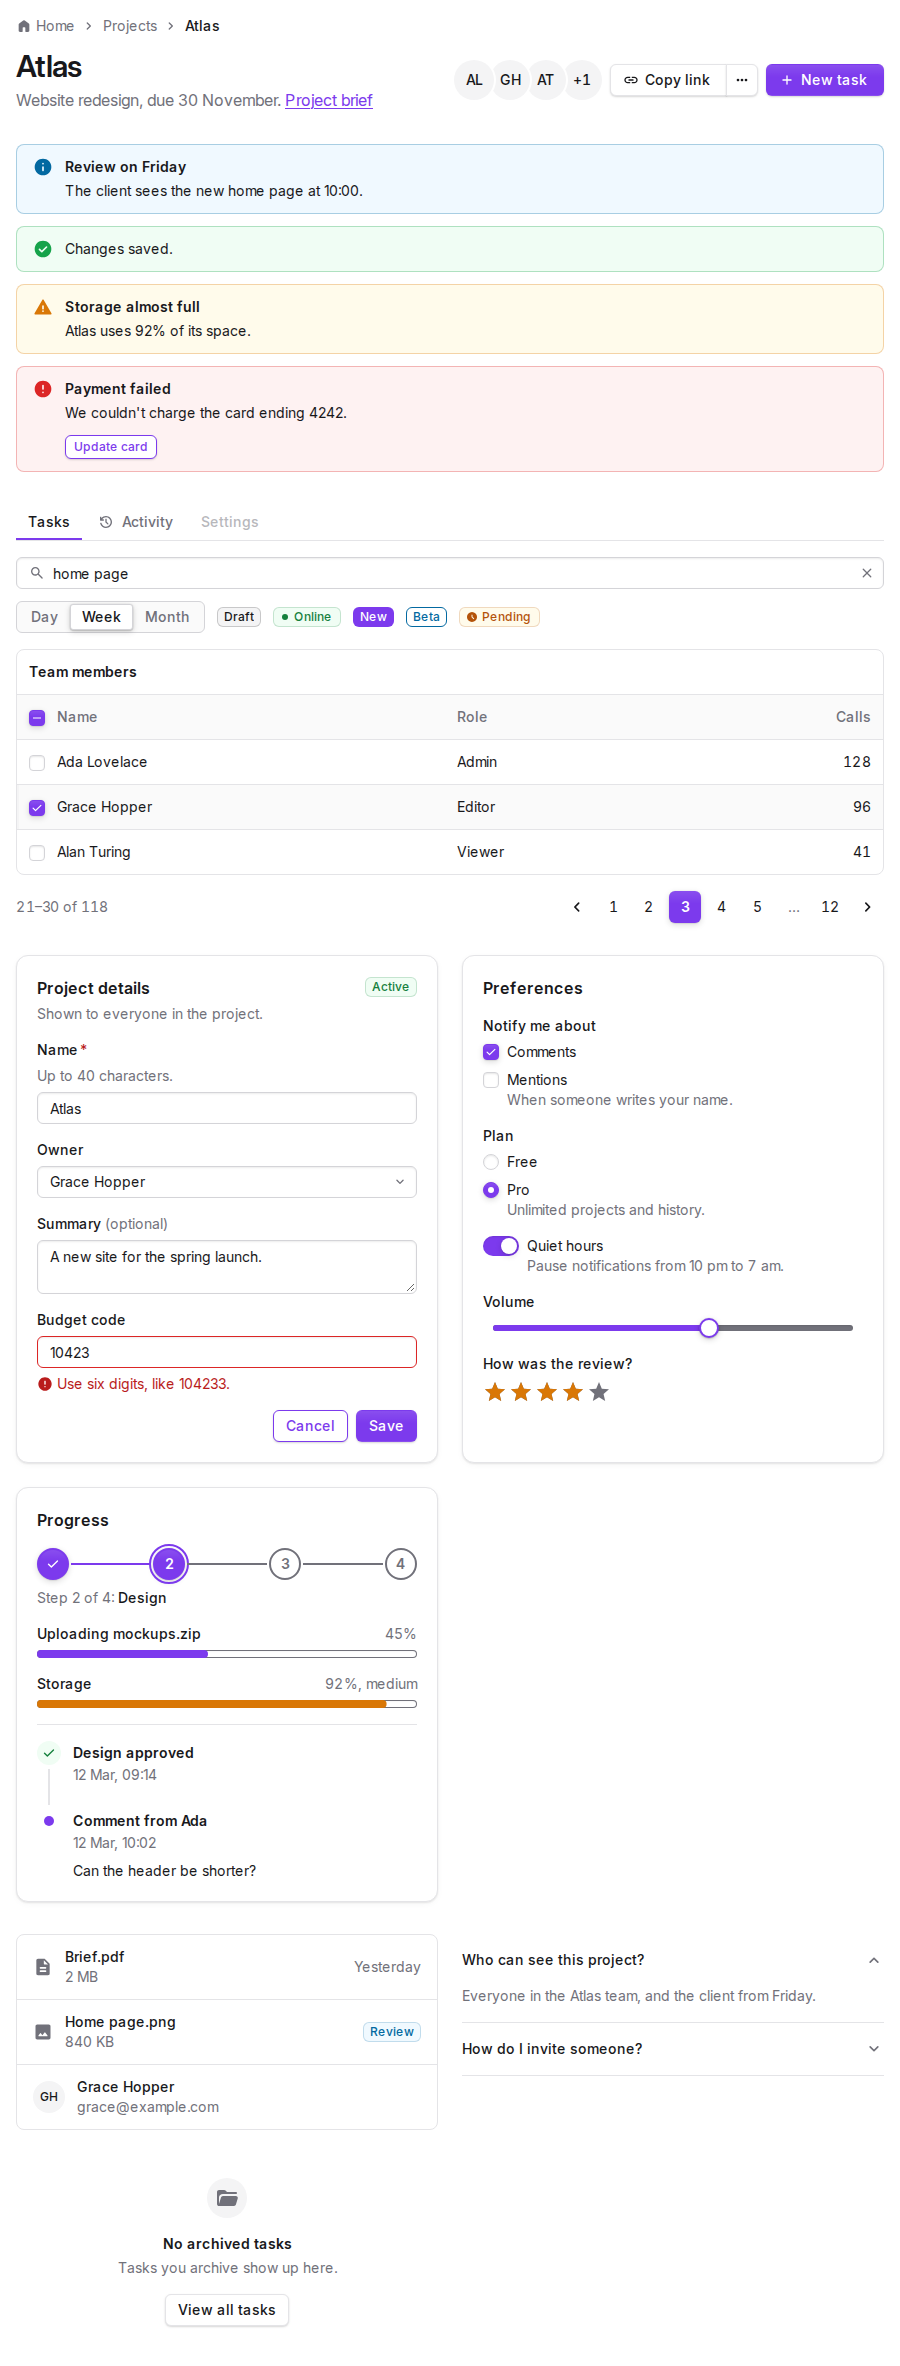 Home Projects Atlas
Atlas
Website redesign, due 30 November. Project brief
AL GH AT +1 Copy link New task
Review on Friday
The client sees the new home page at 10:00.
Changes saved.
Storage almost full
Atlas uses 92% of its space.
Payment failed
We couldn't charge the card ending 4242.
Update card
Tasks Activity Settings
home page
Day Week Month Draft Online New Beta Pending
Team members
Name Role Calls
Ada Lovelace Admin 128
Grace Hopper Editor 96
Alan Turing Viewer 41
21–30 of 118 1 2 3 4 5 … 12
Project details Active
Shown to everyone in the project.
Name *
Up to 40 characters.
Atlas
Owner
Grace Hopper
Summary (optional)
A new site for the spring launch.
Budget code
10423
Use six digits, like 104233.
Cancel Save
Preferences
Notify me about
Comments
Mentions
When someone writes your name.
Plan
Free
Pro
Unlimited projects and history.
Quiet hours
Pause notifications from 10 pm to 7 am.
Volume
How was the review?
Progress
2 3 4
Step 2 of 4: Design
Uploading mockups.zip 45%
Storage 92%, medium
Design approved
12 Mar, 09:14
Comment from Ada
12 Mar, 10:02
Can the header be shorter?
Brief.pdf
2 MB
Yesterday
Home page.png
840 KB
Review
GH
Grace Hopper
grace@example.com
Who can see this project?
Everyone in the Atlas team, and the client from Friday.
How do I invite someone?
No archived tasks
Tasks you archive show up here.
View all tasks